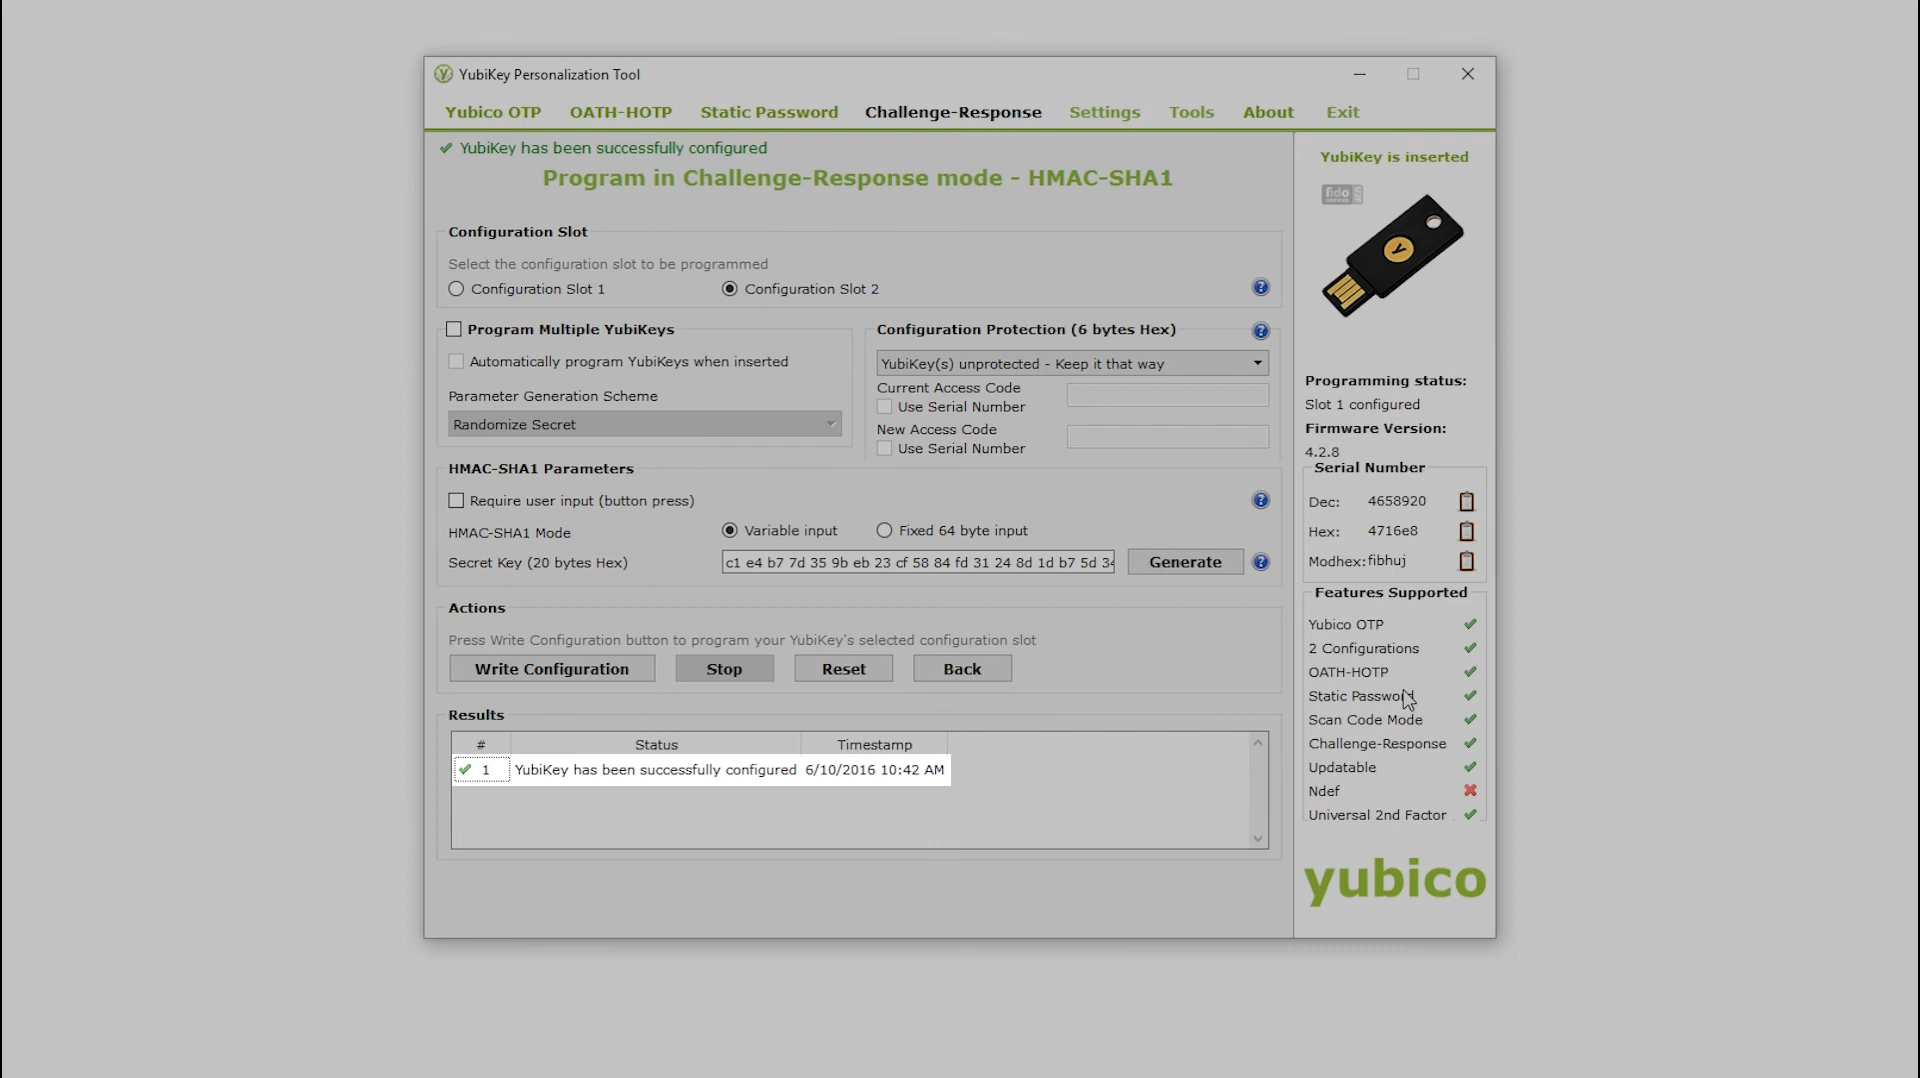 YubiKey Personalization Tool
Yubico OTP OATH-HOTP Static Password Challenge-Response Settings Tools About Exit
YubiKey has been successfully configured
Program in Challenge-Response mode - HMAC-SHA1
Configuration Slot
Select the configuration slot to be programmed
Configuration Slot 1 Configuration Slot 2
Program Multiple YubiKeys
Automatically program YubiKeys when inserted
Parameter Generation Scheme
Randomize Secret
Configuration Protection (6 bytes Hex)
YubiKey(s) unprotected - Keep it that way
Current Access Code
Use Serial Number
New Access Code
Use Serial Number
HMAC-SHA1 Parameters
Require user input (button press)
HMAC-SHA1 Mode Variable input Fixed 64 byte input
Secret Key (20 bytes Hex) c1 e4 b7 7d 35 9b eb 23 cf 58 84 fd 31 24 8d 1d b7 5d 34 Generate
Actions
Press Write Configuration button to program your YubiKey's selected configuration slot
Write Configuration Stop Reset Back
Results
# Status Timestamp
1 YubiKey has been successfully configured 6/10/2016 10:42 AM
YubiKey is inserted
fido
Programming status:
Slot 1 configured
Firmware Version:
4.2.8
Serial Number
Dec: 4658920
Hex: 4716e8
Modhex: fibhuj
Features Supported
Yubico OTP
2 Configurations
OATH-HOTP
Static Password
Scan Code Mode
Challenge-Response
Updatable
Ndef
Universal 2nd Factor
yubico